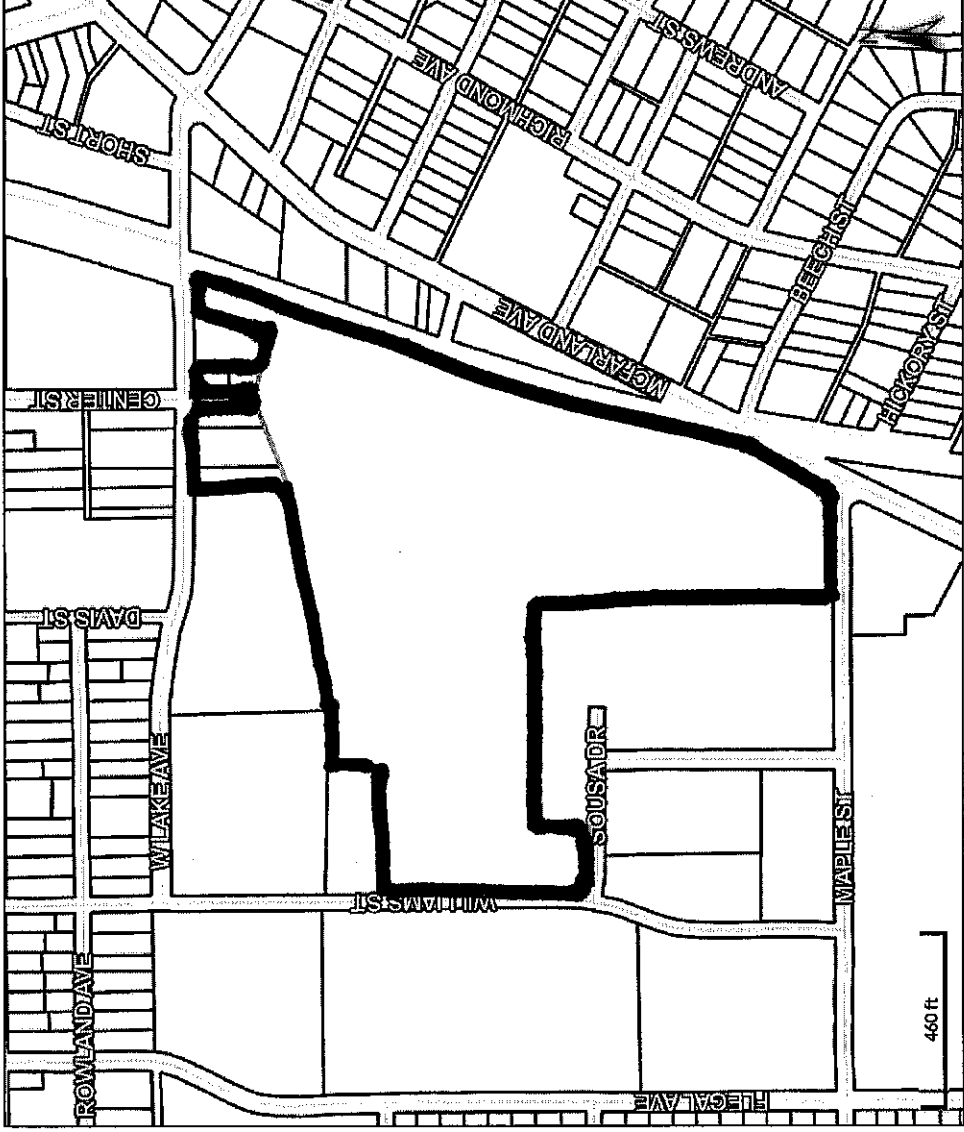 ANDREWS ST
RICHMOND AVE
SHORT ST
BEECH ST
HICKORY ST
MCFARLAND AVE
CENTER ST
DAVIS ST
W LAKE AVE
SOUSA DR
MAPLE ST
WILLIAMS ST
ROWLAND AVE
FLEGAL AVE
460 ft